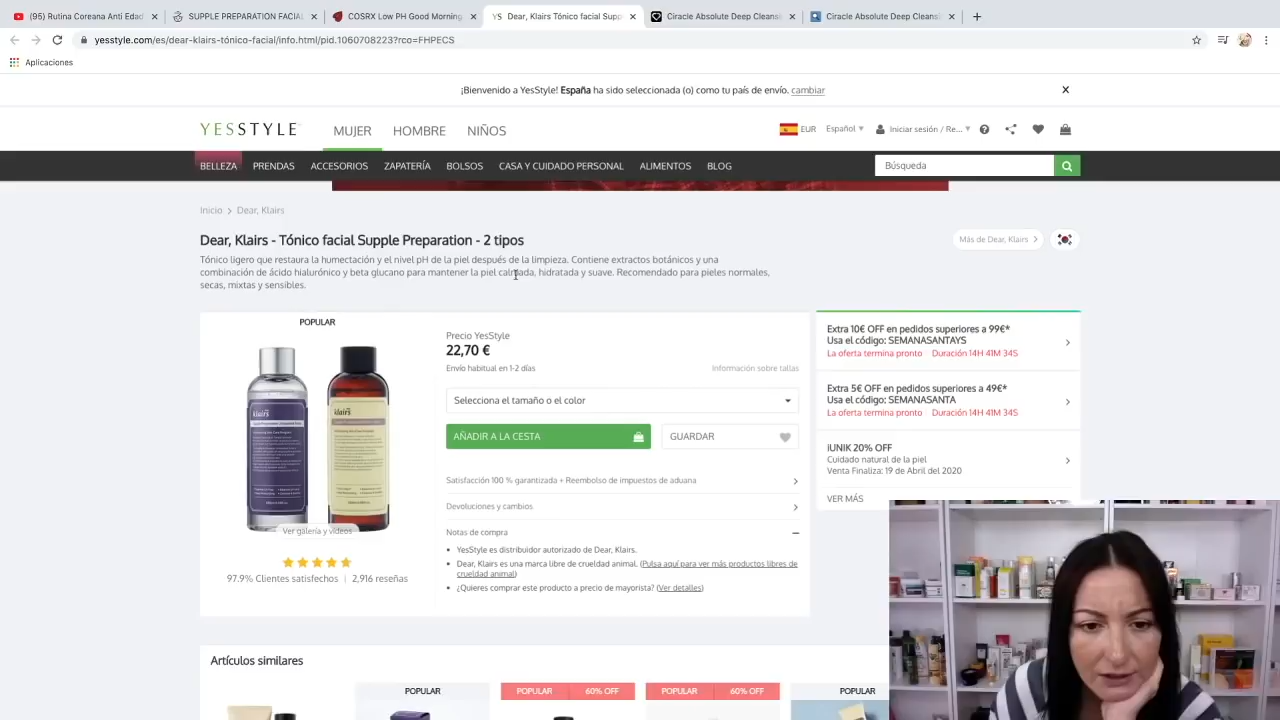 (95) Rutina Coreana Anti Edad
SUPPLE PREPARATION FACIAL
COSRX Low PH Good Morning
YS Dear, Klairs Tónico facial Supp
Ciracle Absolute Deep Cleansi
Ciracle Absolute Deep Cleansi
yesstyle.com/es/dear-klairs-tónico-facial/info.html/pid.1060708223?rco=FHPECS
Aplicaciones
¡Bienvenido a YesStyle! España ha sido seleccionada (o) como tu país de envío. cambiar
YESSTYLE
MUJER HOMBRE NIÑOS
EUR Español Iniciar sesión / Re...
BELLEZA PRENDAS ACCESORIOS ZAPATERÍA BOLSOS CASA Y CUIDADO PERSONAL ALIMENTOS BLOG
Búsqueda
Inicio > Dear, Klairs
Dear, Klairs - Tónico facial Supple Preparation - 2 tipos
Más de Dear, Klairs
Tónico ligero que restaura la humectación y el nivel pH de la piel después de la limpieza. Contiene extractos botánicos y una
combinación de ácido hialurónico y beta glucano para mantener la piel calmada, hidratada y suave. Recomendado para pieles normales,
secas, mixtas y sensibles.
POPULAR
klairs
klairs
Ver galería y vídeos
97.9% Clientes satisfechos | 2,916 reseñas
Precio YesStyle
22,70 €
Envío habitual en 1-2 días
Información sobre tallas
Selecciona el tamaño o el color
AÑADIR A LA CESTA
GUARDAR
Satisfacción 100 % garantizada + Reembolso de impuestos de aduana
Devoluciones y cambios
Notas de compra
• YesStyle es distribuidor autorizado de Dear, Klairs.
• Dear, Klairs es una marca libre de crueldad animal. (Pulsa aquí para ver más productos libres de
crueldad animal)
• ¿Quieres comprar este producto a precio de mayorista? (Ver detalles)
Extra 10€ OFF en pedidos superiores a 99€*
Usa el código: SEMANASANTAYS
La oferta termina pronto Duración 14H 41M 34S
Extra 5€ OFF en pedidos superiores a 49€*
Usa el código: SEMANASANTA
La oferta termina pronto Duración 14H 41M 34S
iUNIK 20% OFF
Cuidado natural de la piel
Venta Finaliza: 19 de Abril del 2020
VER MÁS
Artículos similares
POPULAR
POPULAR 60% OFF
POPULAR 60% OFF
POPULAR